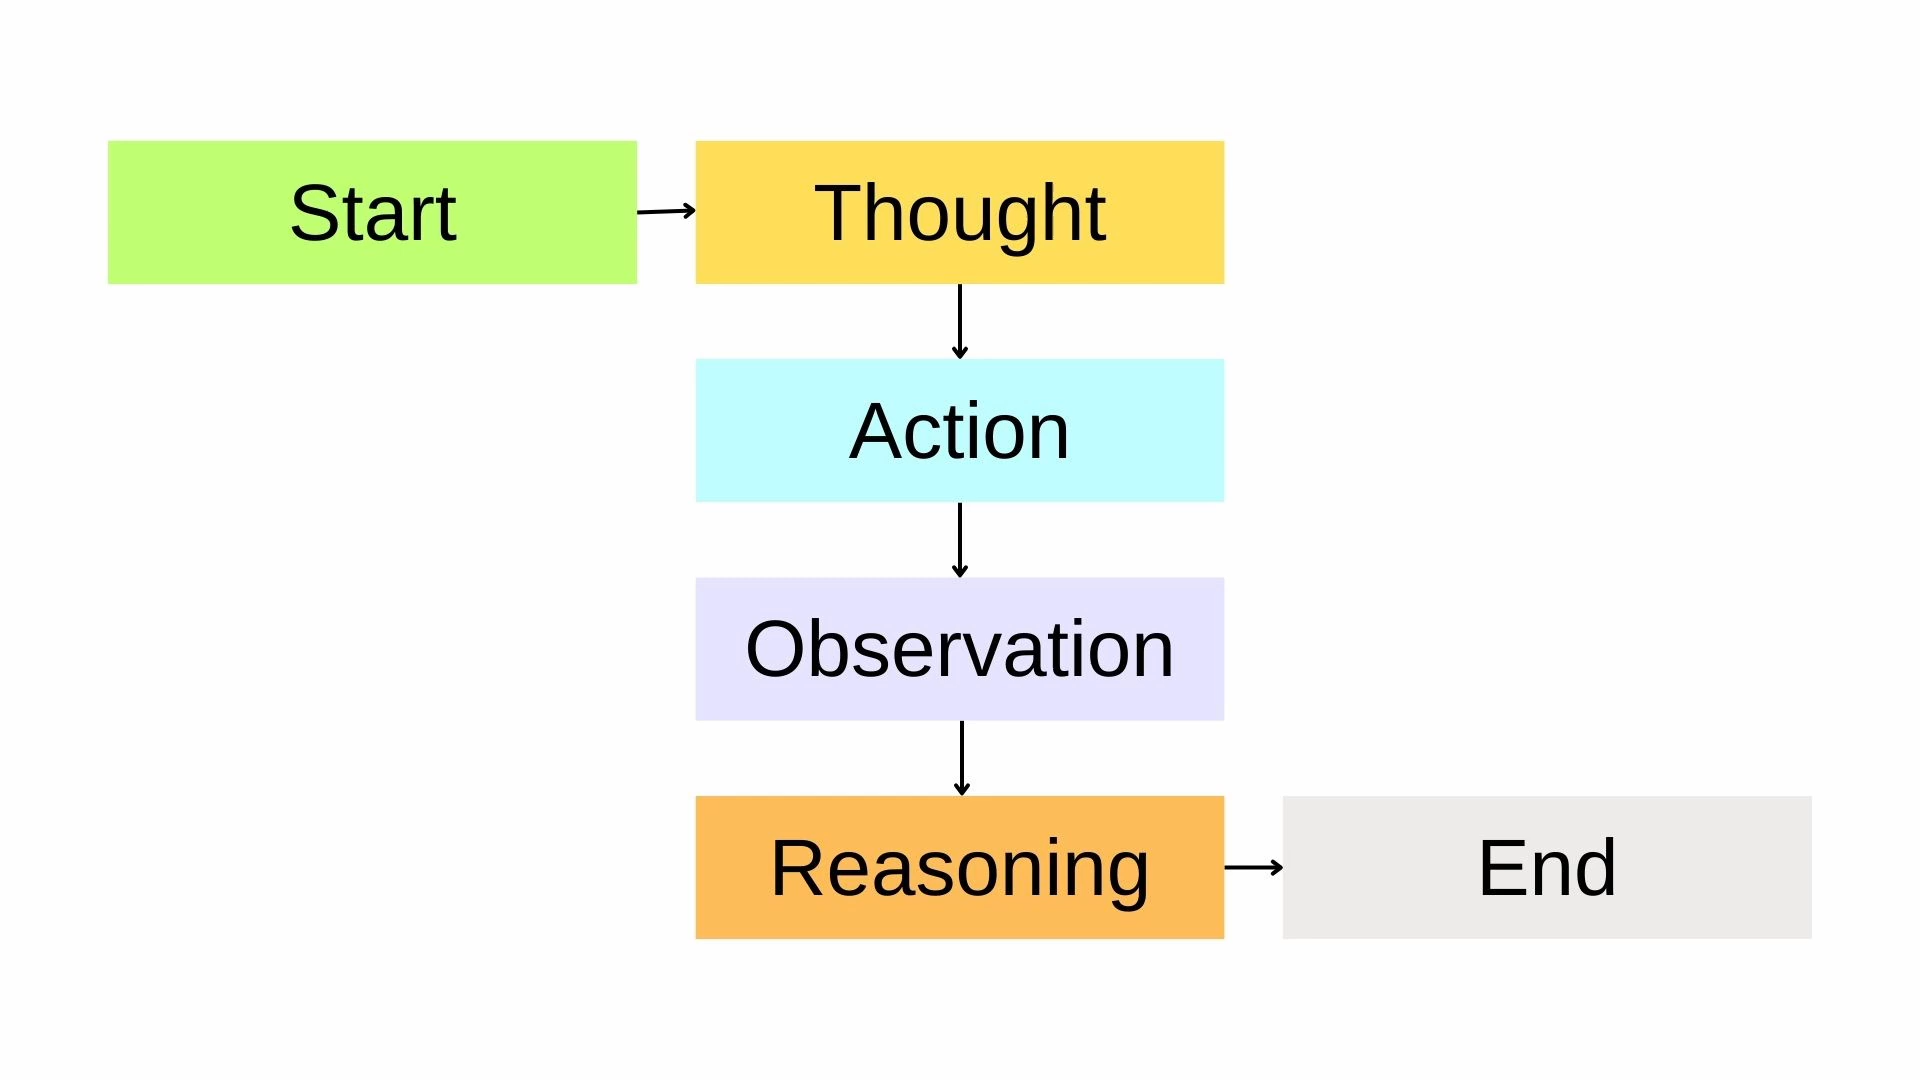 Start
Thought
Action
Observation
Reasoning
End